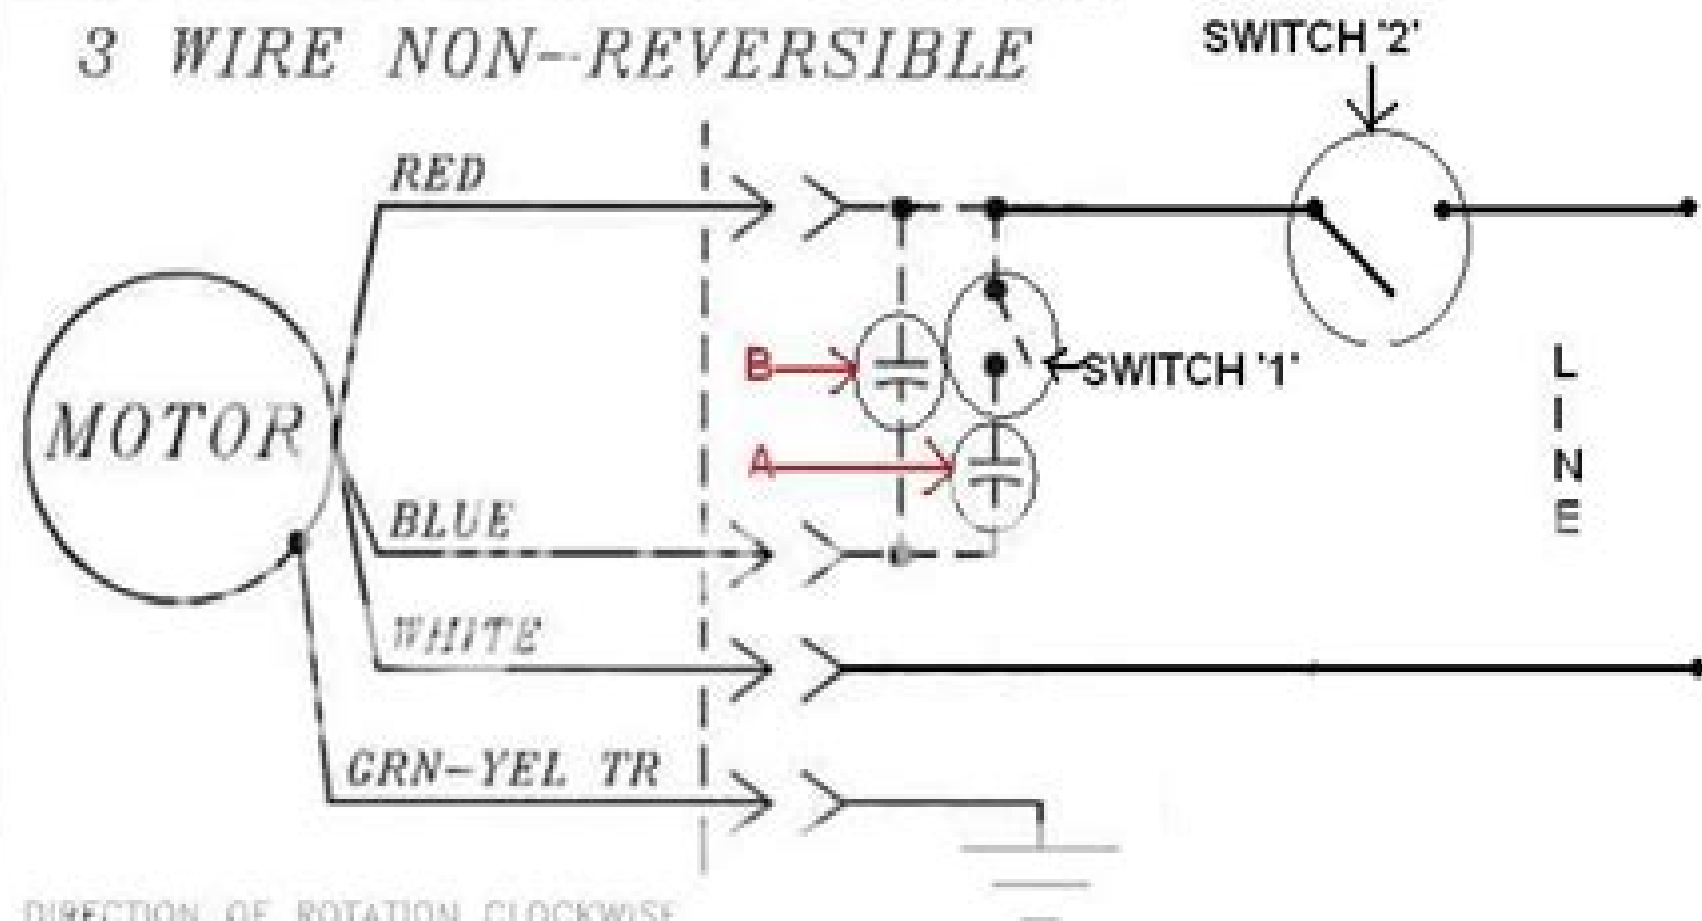 3 WIRE NON-REVERSIBLE
SWITCH '2'
RED
B
SWITCH '1'
MOTOR
A
L
I
N
E
BLUE
WHITE
GRN-YEL TR
DIRECTION OF ROTATION CLOCKWISE